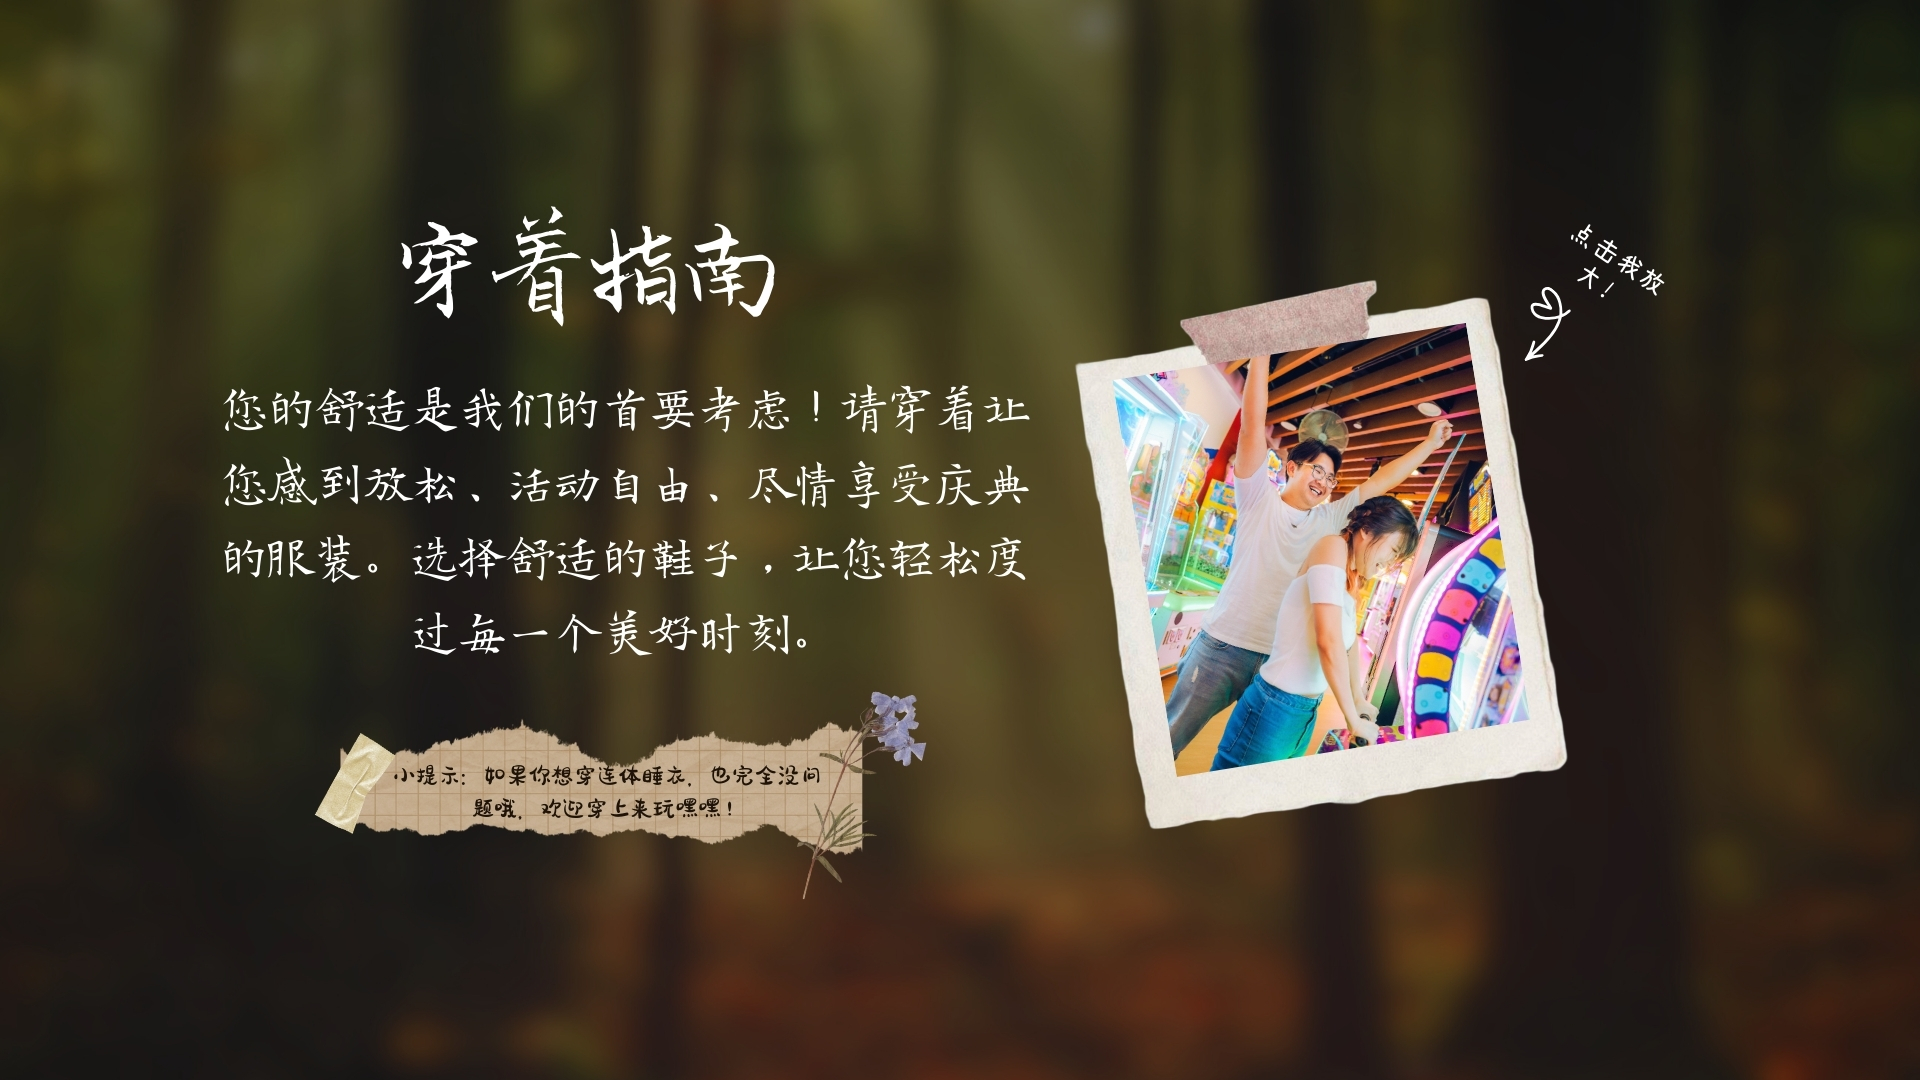 穿着指南
您的舒适是我们的首要考虑！请穿着让
您感到放松、活动自由、尽情享受庆典
的服装。选择舒适的鞋子，让您轻松度
过每一个美好时刻。
小提示：如果你想穿连体睡衣，也完全没问
题哦，欢迎穿上来玩嘿嘿！
点击我放
大！